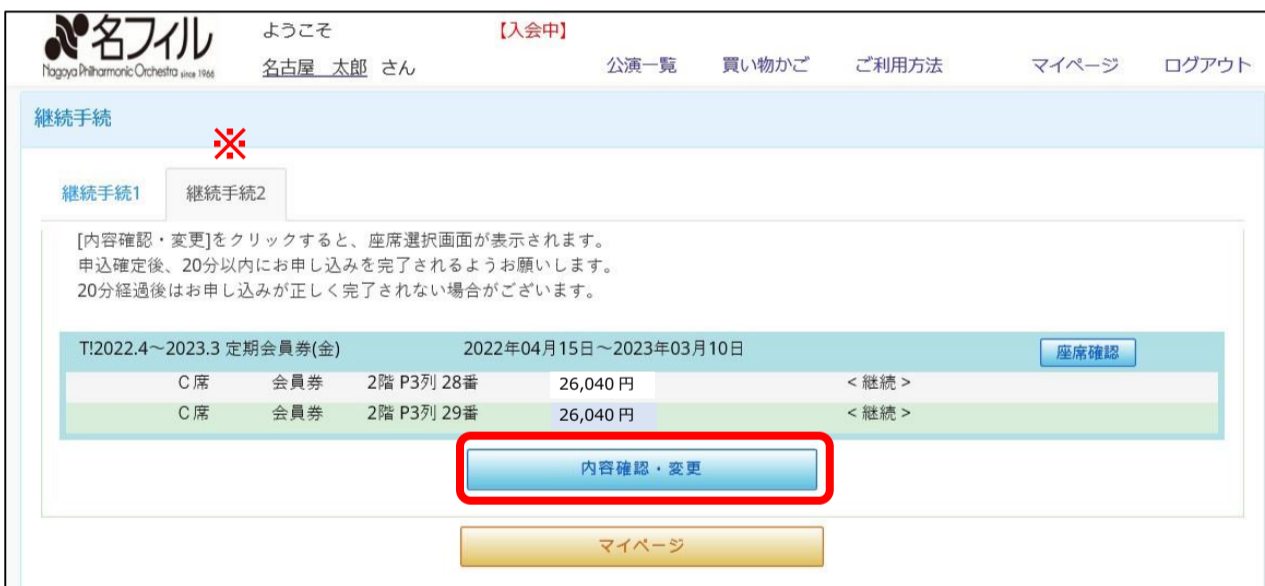 名フィル
Nagoya Philharmonic Orchestra since 1966
ようこそ 【入会中】
名古屋 太郎 さん 公演一覧 買い物かご ご利用方法 マイページ ログアウト
継続手続
※
継続手続1 継続手続2
[内容確認・変更]をクリックすると、座席選択画面が表示されます。
申込確定後、20分以内にお申し込みを完了されるようお願いします。
20分経過後はお申し込みが正しく完了されない場合がございます。
T!2022.4～2023.3 定期会員券(金) 2022年04月15日～2023年03月10日 座席確認
C席 会員券 2階 P3列 28番 26,040 円 < 継続 >
C席 会員券 2階 P3列 29番 26,040 円 < 継続 >
内容確認・変更
マイページ